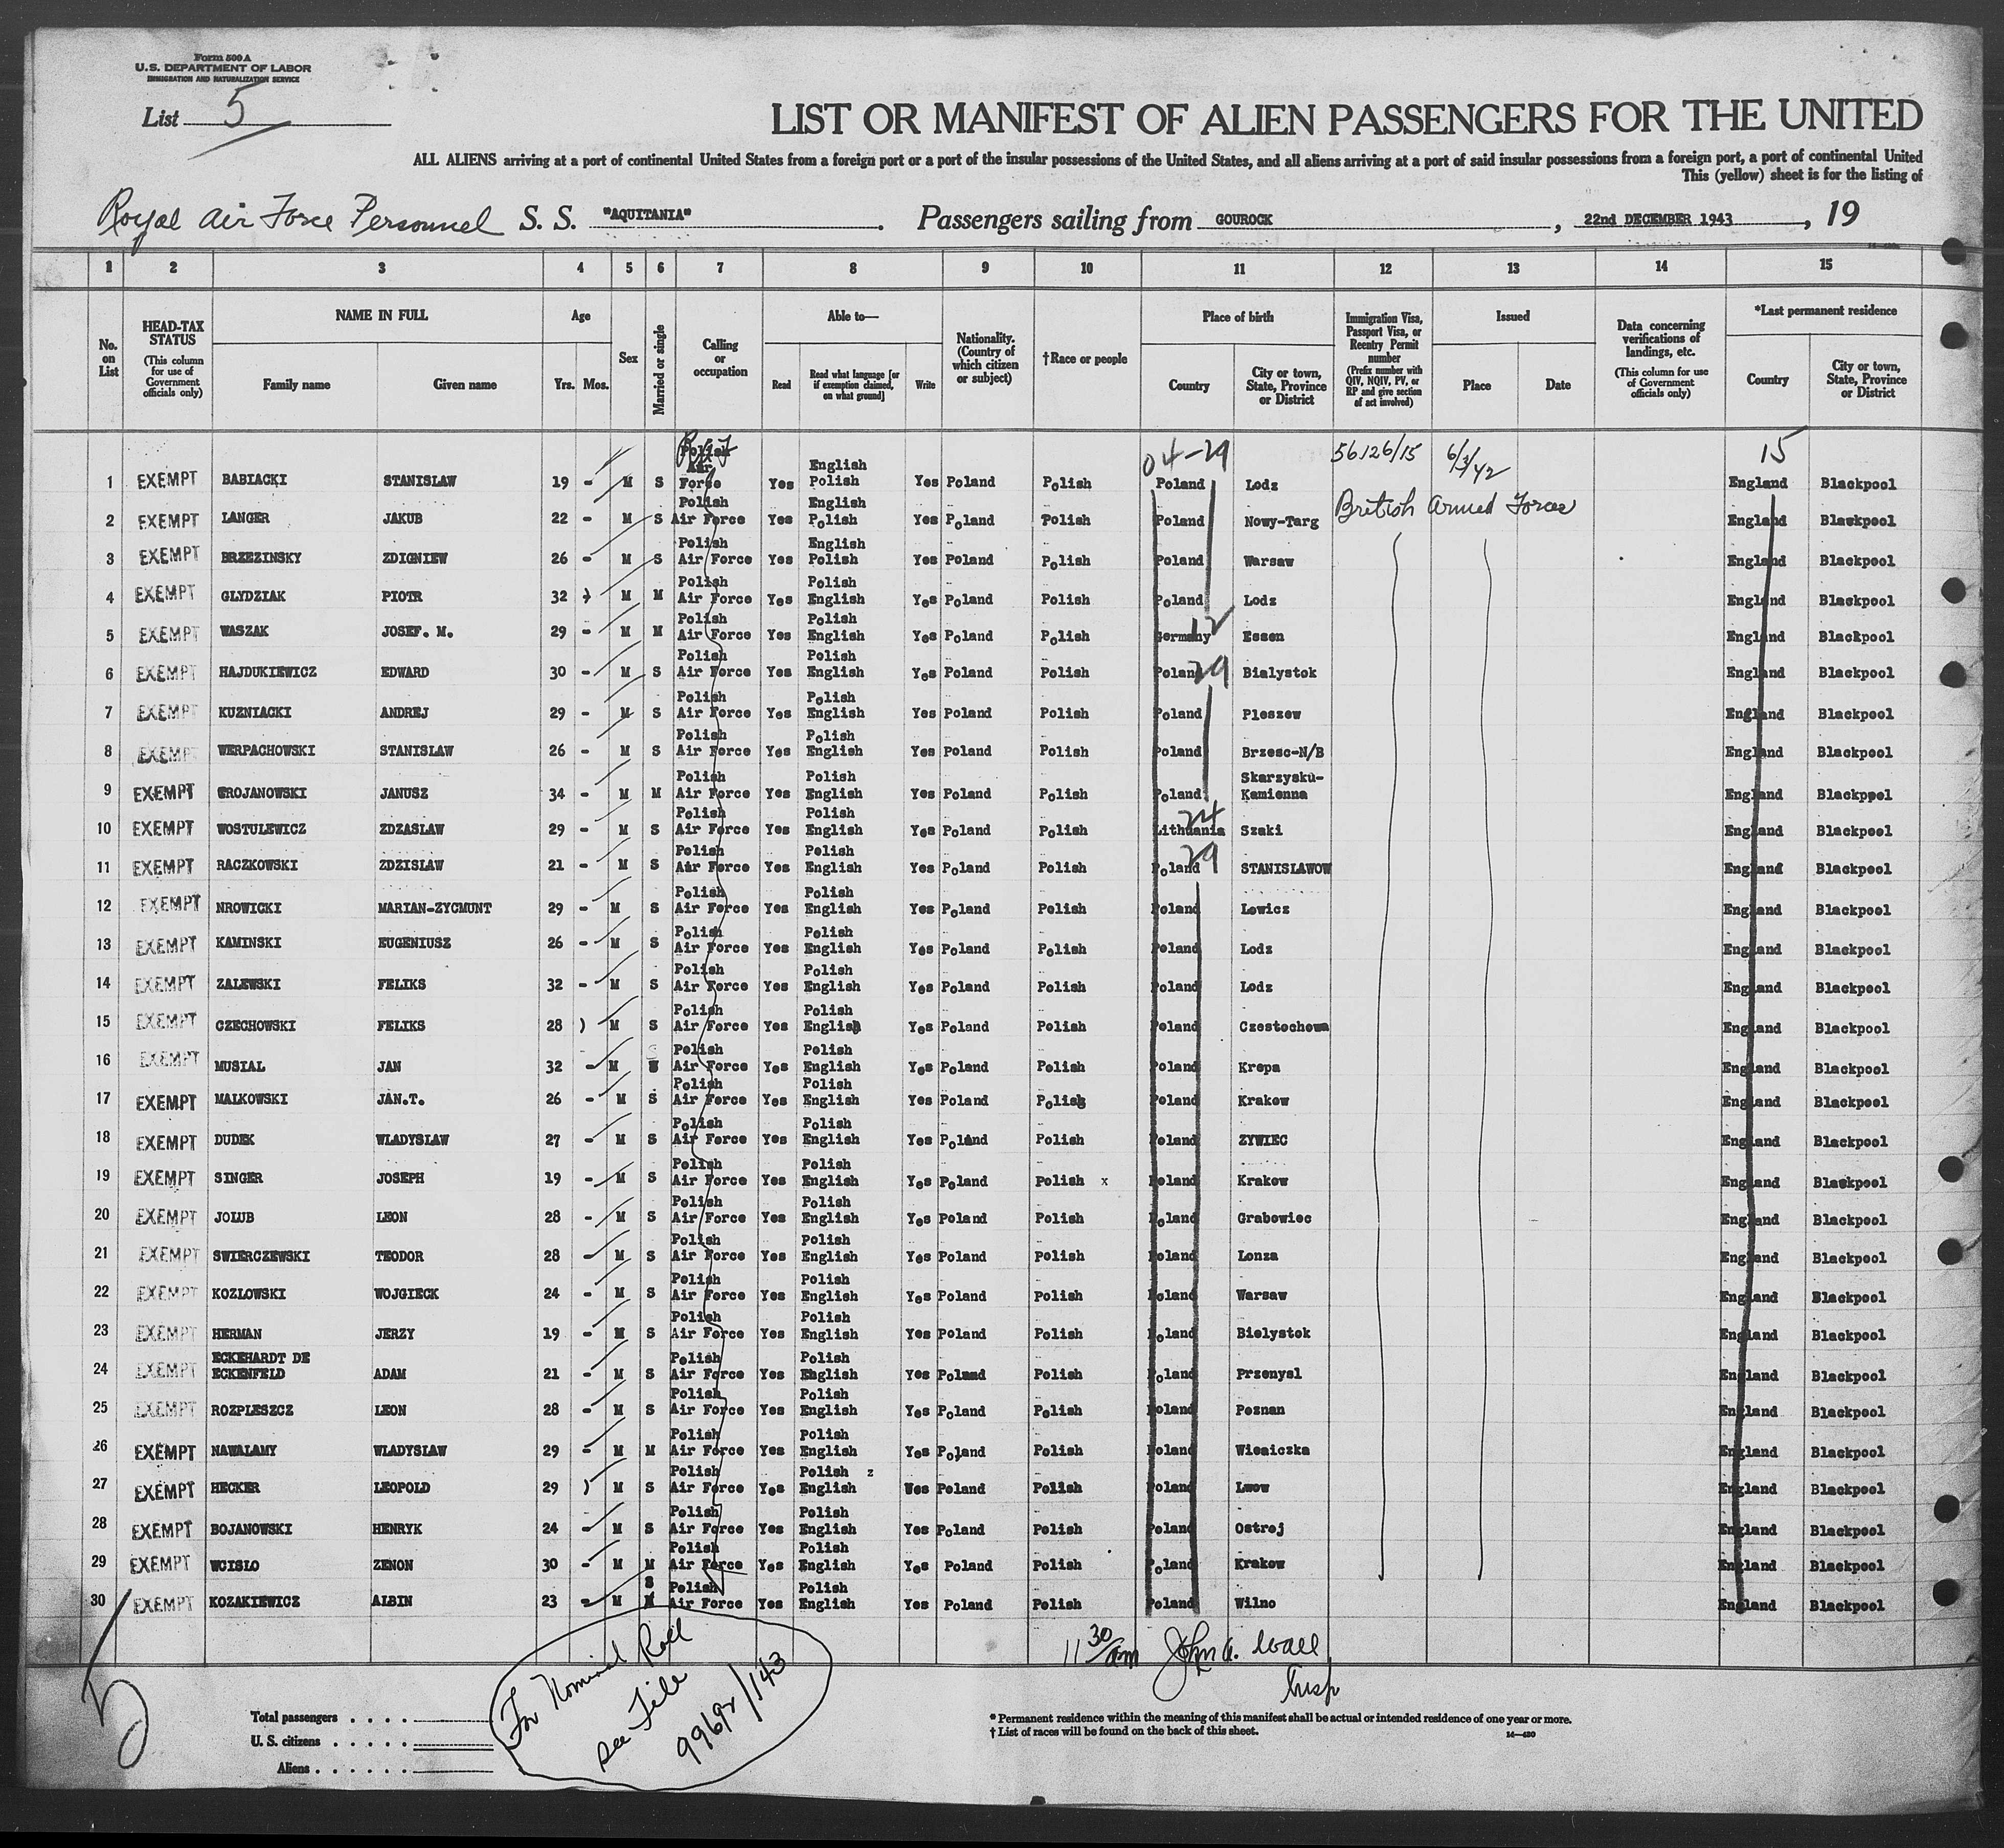 Form 500 A
U.S. DEPARTMENT OF LABOR
IMMIGRATION AND NATURALIZATION SERVICE
List 5
LIST OR MANIFEST OF ALIEN PASSENGERS FOR THE UNITED
ALL ALIENS arriving at a port of continental United States from a foreign port or a port of the insular possessions of the United States, and all aliens arriving at a port of said insular possessions from a foreign port, a port of continental United
This (yellow) sheet is for the listing of
Royal Air Force Personnel S. S. "AQUITANIA". Passengers sailing from GOUROCK, 22nd DECEMBER 1943, 19
1 2 3 4 5 6 7 8 9 10 11 12 13 14 15
No. on List
HEAD-TAX STATUS (This column for use of Government officials only)
NAME IN FULL Family name Given name
Age Yrs. Mos.
Sex
Married or single
Calling or occupation
Able to— Read Read what language [or if exemption claimed, on what ground] Write
Nationality. (Country of which citizen or subject)
†Race or people
Place of birth Country City or town, State, Province or District
Immigration Visa, Passport Visa, or Reentry Permit number (Prefix number with QIV, NQIV, PV, or RP and give section of act involved)
Issued Place Date
Data concerning verifications of landings, etc. (This column for use of Government officials only)
*Last permanent residence Country City or town, State, Province or District
04-29 56126/15 6/3/42 15
1 EXEMPT BABIACKI STANISLAW 19 - M S Polish Air Force Yes English Polish Yes Poland Polish Poland Lodz England Blackpool
British Armed Forces
2 EXEMPT LANGER JAKUB 22 - M S Polish Air Force Yes English Polish Yes Poland Polish Poland Nowy-Targ England Blackpool
3 EXEMPT BRZEZINSKY ZDIGNIEW 26 - M S Polish Air Force Yes English Polish Yes Poland Polish Poland Warsaw England Blackpool
4 EXEMPT GLYDZIAK PIOTR 32 M M Polish Air Force Yes Polish English Yes Poland Polish Poland Lodz England Blackpool
5 EXEMPT WASZAK JOSEF. M. 29 - M M Polish Air Force Yes Polish English Yes Poland Polish Germany 12 Essen England Blackpool
6 EXEMPT HAJDUKIEWICZ EDWARD 30 - M S Polish Air Force Yes Polish English Yes Poland Polish Poland 29 Bialystok England Blackpool
7 EXEMPT KUZNIACKI ANDREJ 29 - M S Polish Air Force Yes Polish English Yes Poland Polish Poland Pleszew England Blackpool
8 EXEMPT WERPACHOWSKI STANISLAW 26 - M S Polish Air Force Yes Polish English Yes Poland Polish Poland Brzesc-N/B England Blackpool
9 EXEMPT WROJANOWSKI JANUSZ 34 - M M Polish Air Force Yes Polish English Yes Poland Polish Poland Skarzysku-Kamienna England Blackpool
10 EXEMPT WOSTULEWICZ ZDZASLAW 29 - M S Polish Air Force Yes Polish English Yes Poland Polish Lithuania 24 Szaki England Blackpool
11 EXEMPT RACZKOWSKI ZDZISLAW 21 - M S Polish Air Force Yes Polish English Yes Poland Polish Poland 29 STANISLAWOW England Blackpool
12 EXEMPT NROWICKI MARIAN-ZYGMUNT 29 - M S Polish Air Force Yes Polish English Yes Poland Polish Poland Lowicz England Blackpool
13 EXEMPT KAMINSKI EUGENIUSZ 26 - M S Polish Air Force Yes Polish English Yes Poland Polish Poland Lodz England Blackpool
14 EXEMPT ZALEWSKI FELIKS 32 - M S Polish Air Force Yes Polish English Yes Poland Polish Poland Lodz England Blackpool
15 EXEMPT CZECHOWSKI FELIKS 28 ) M S Polish Air Force Yes Polish English Yes Poland Polish Poland Czestochowa England Blackpool
16 EXEMPT MUSIAL JAN 32 - M Polish Air Force Yes Polish English Yes Poland Polish Poland Krepa England Blackpool
17 EXEMPT MALKOWSKI JAN.T. 26 - M S Polish Air Force Yes Polish English Yes Poland Polish Poland Krakow England Blackpool
18 EXEMPT DUDEK WLADYSLAW 27 - M S Polish Air Force Yes Polish English Yes Poland Polish Poland ZYWIEC England Blackpool
19 EXEMPT SINGER JOSEPH 19 - M S Polish Air Force Yes Polish English Yes Poland Polish x Poland Krakow England Blackpool
20 EXEMPT JOLUB LEON 28 - M S Polish Air Force Yes Polish English Yes Poland Polish Poland Grabowiec England Blackpool
21 EXEMPT SWIERCZEWSKI TEODOR 28 - M S Polish Air Force Yes Polish English Yes Poland Polish Poland Lonza England Blackpool
22 EXEMPT KOZLOWSKI WOJGIECK 24 - M S Polish Air Force Yes Polish English Yes Poland Polish Poland Warsaw England Blackpool
23 EXEMPT HERMAN JERZY 19 - M S Polish Air Force Yes Polish English Yes Poland Polish Poland Bielystok England Blackpool
24 EXEMPT ECKEHARDT DE ECKENFELD ADAM 21 - M S Polish Air Force Yes Polish English Yes Poland Polish Poland Przemysl England Blackpool
25 EXEMPT ROZPLESZCZ LEON 28 - M S Polish Air Force Yes Polish English Yes Poland Polish Poland Poznan England Blackpool
26 EXEMPT NAWALAMY WLADYSLAW 29 - M M Polish Air Force Yes Polish English Yes Poland Polish Poland Wieniczka England Blackpool
27 EXEMPT HECKER LEOPOLD 29 ) M S Polish Air Force Yes Polish z English Yes Poland Polish Poland Lwow England Blackpool
28 EXEMPT BOJANOWSKI HENRYK 24 - M S Polish Air Force Yes Polish English Yes Poland Polish Poland Ostroj England Blackpool
29 EXEMPT WCISLO ZENON 30 - M M Polish Air Force Yes Polish English Yes Poland Polish Poland Krakow England Blackpool
30 EXEMPT KOZAKIEWICZ ALBIN 23 - M S Polish Air Force Yes Polish English Yes Poland Polish Poland Wilno England Blackpool
11 30/am John A. Wall
Insp
5
For Nominal Roll
see File
99692/143
Total passengers . . . .
U. S. citizens . . . . .
Aliens . . . . . .
* Permanent residence within the meaning of this manifest shall be actual or intended residence of one year or more.
† List of races will be found on the back of this sheet.
14—480